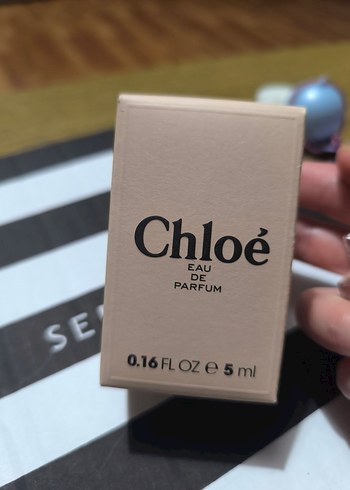 Chloé
EAU
DE
PARFUM
0.16 FL OZ ℮ 5 ml
SE